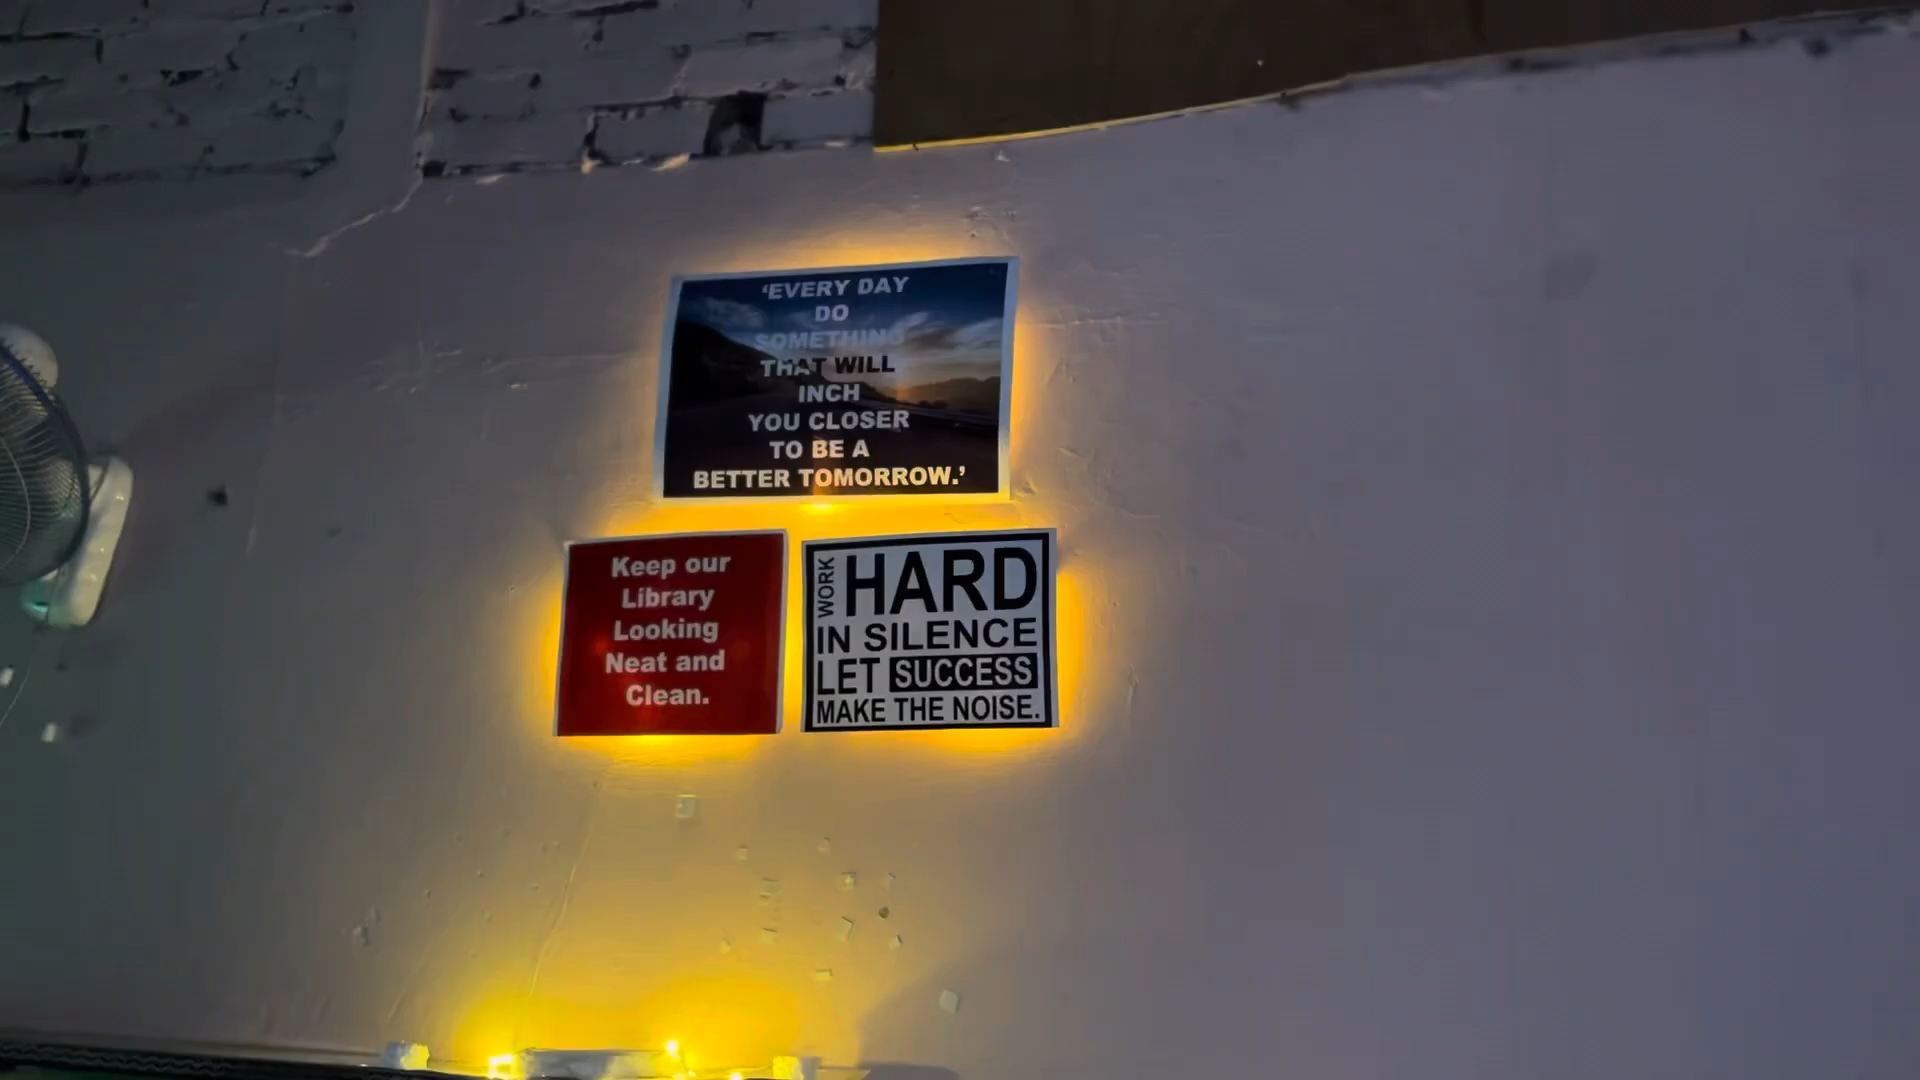 ‘EVERY DAY
DO
SOMETHING
THAT WILL
INCH
YOU CLOSER
TO BE A
BETTER TOMORROW.’
Keep our
Library
Looking
Neat and
Clean.
WORK HARD
IN SILENCE
LET SUCCESS
MAKE THE NOISE.